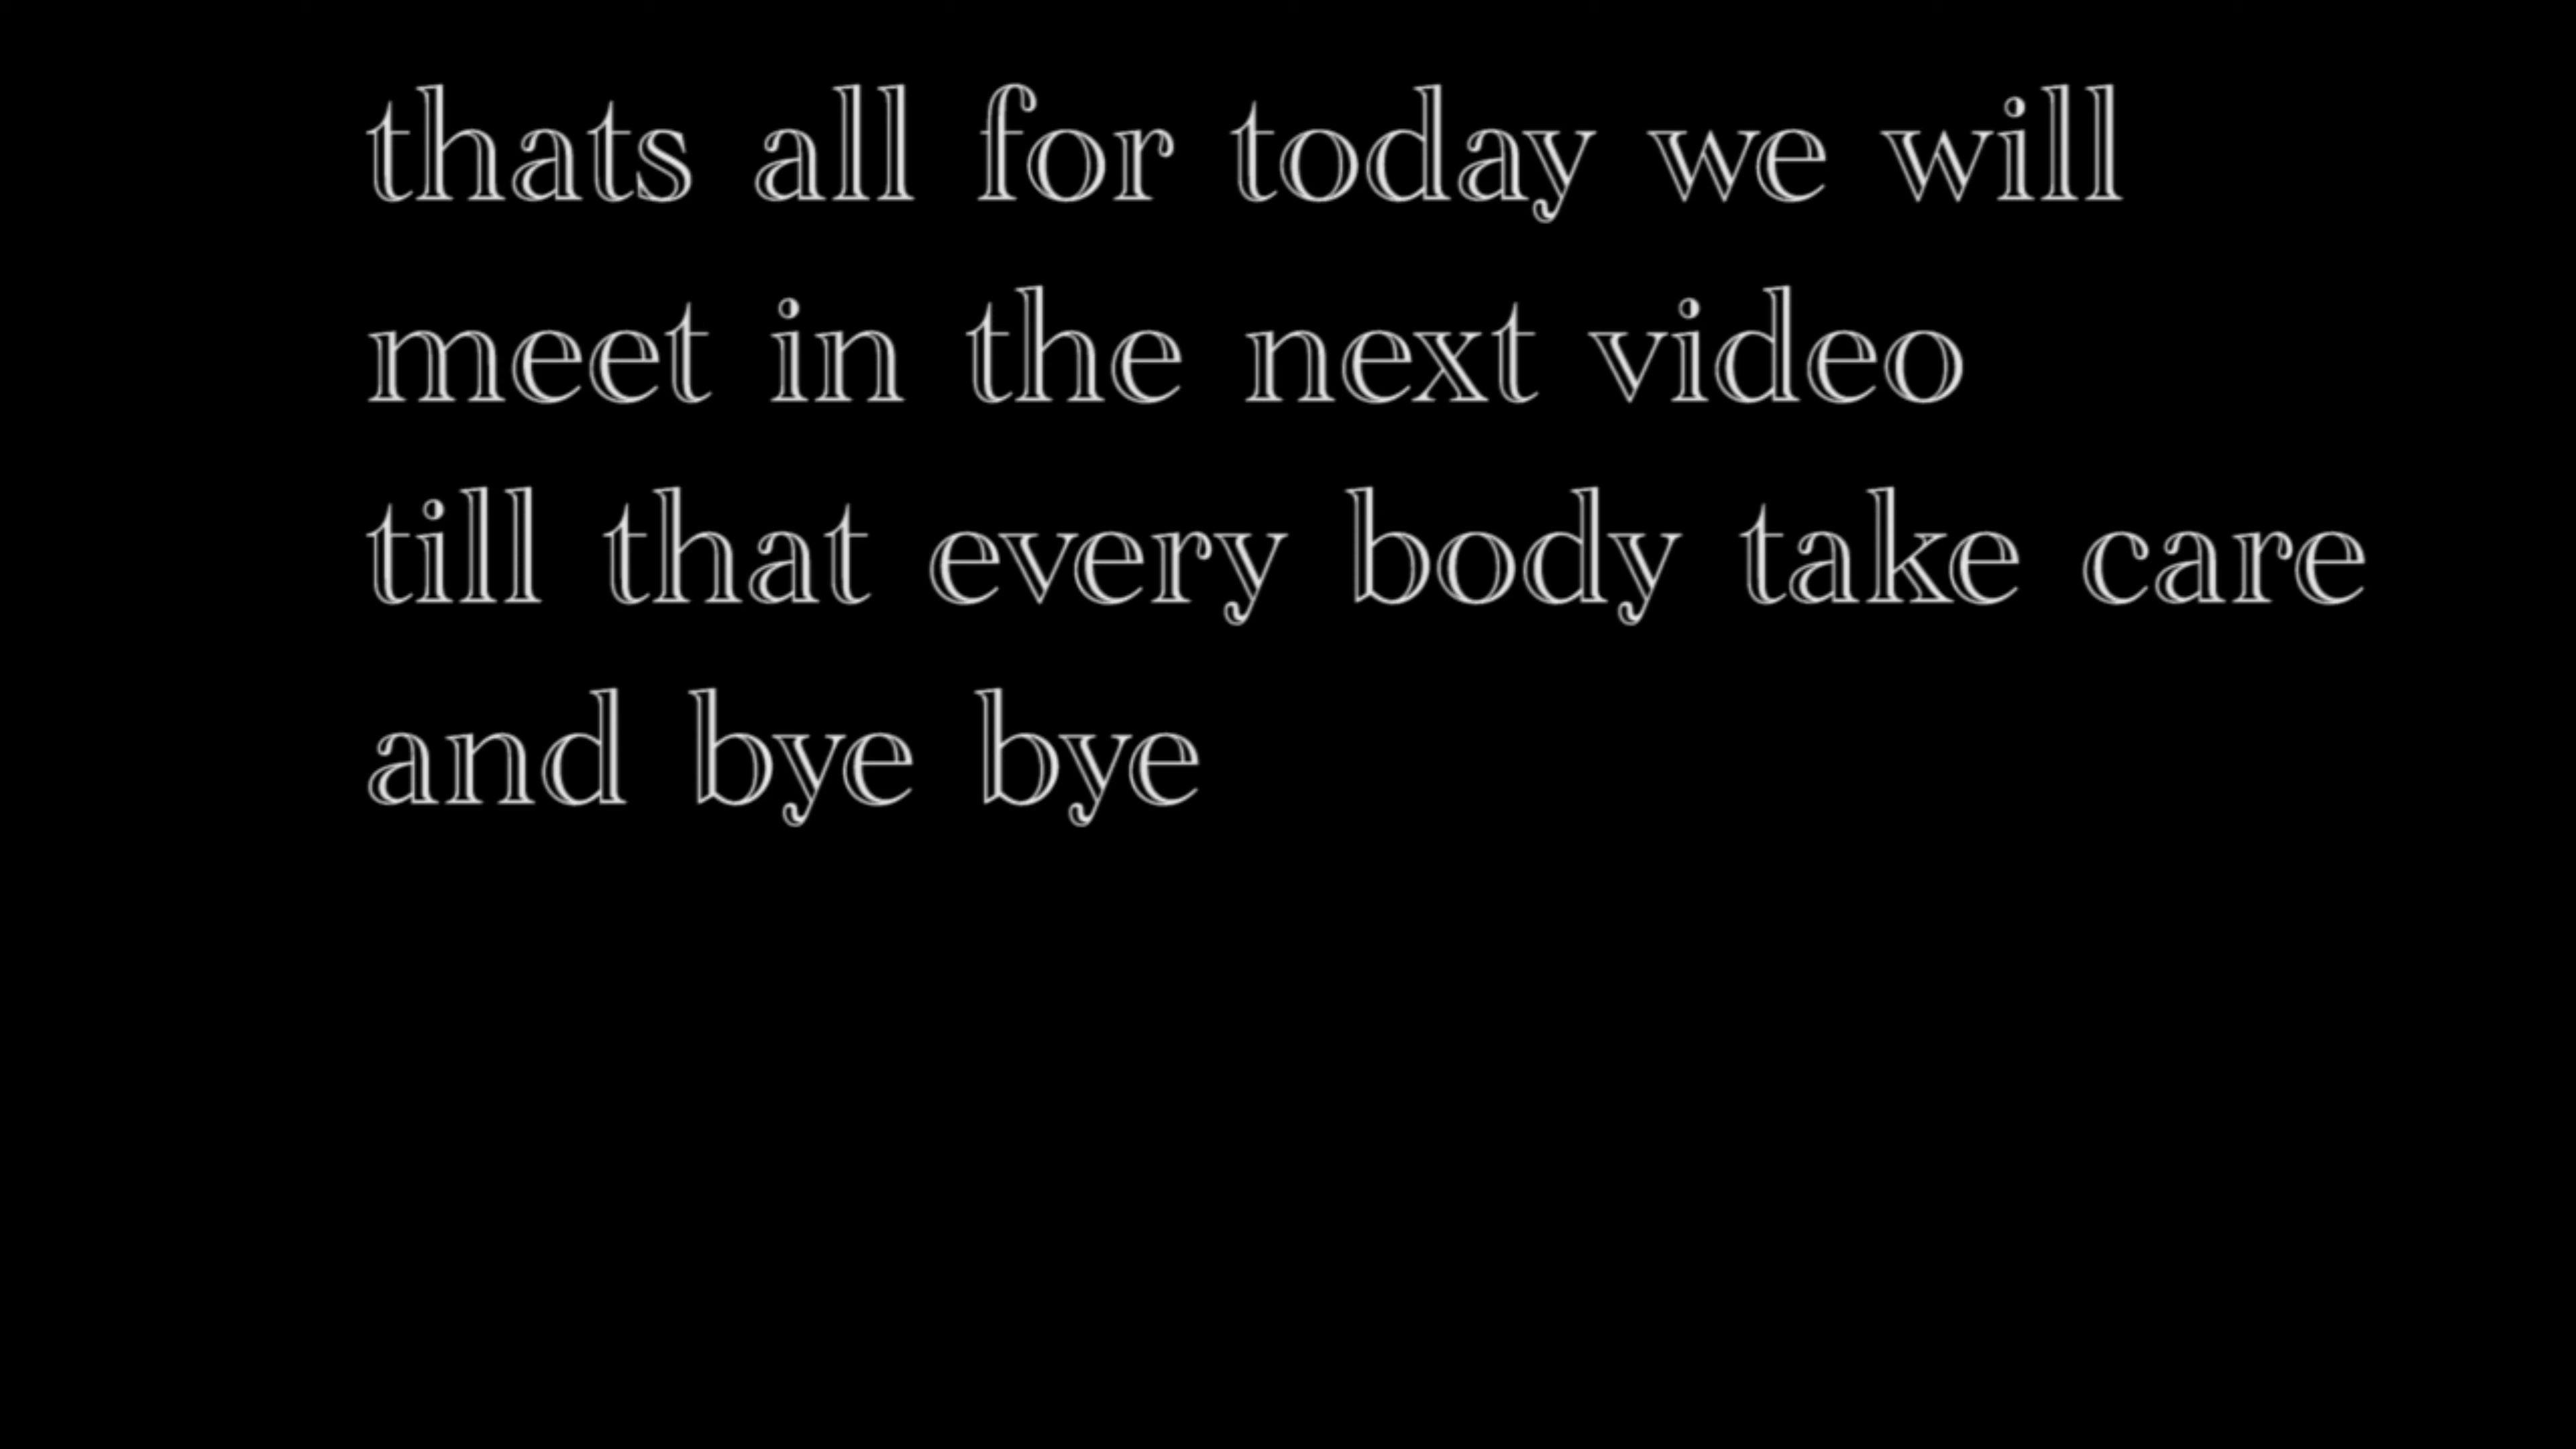 thats all for today we will
meet in the next video
till that every body take care
and bye bye